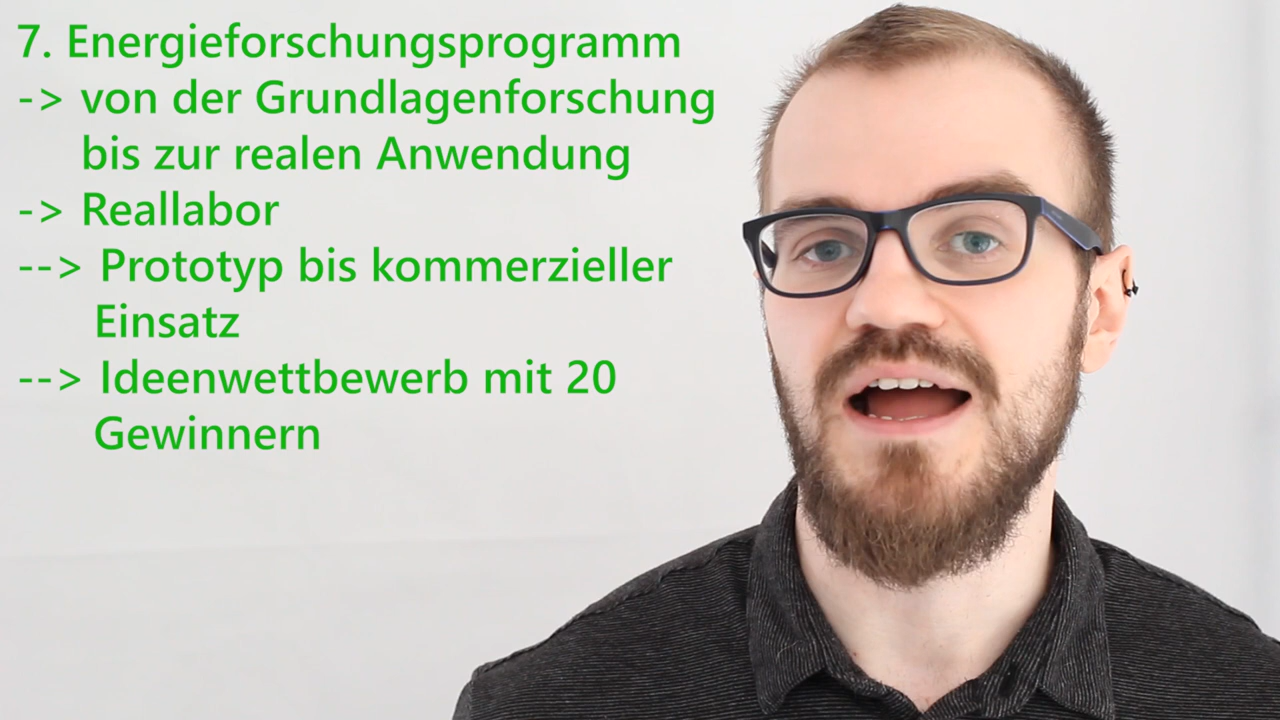 7. Energieforschungsprogramm
-> von der Grundlagenforschung
bis zur realen Anwendung
-> Reallabor
--> Prototyp bis kommerzieller
Einsatz
--> Ideenwettbewerb mit 20
Gewinnern